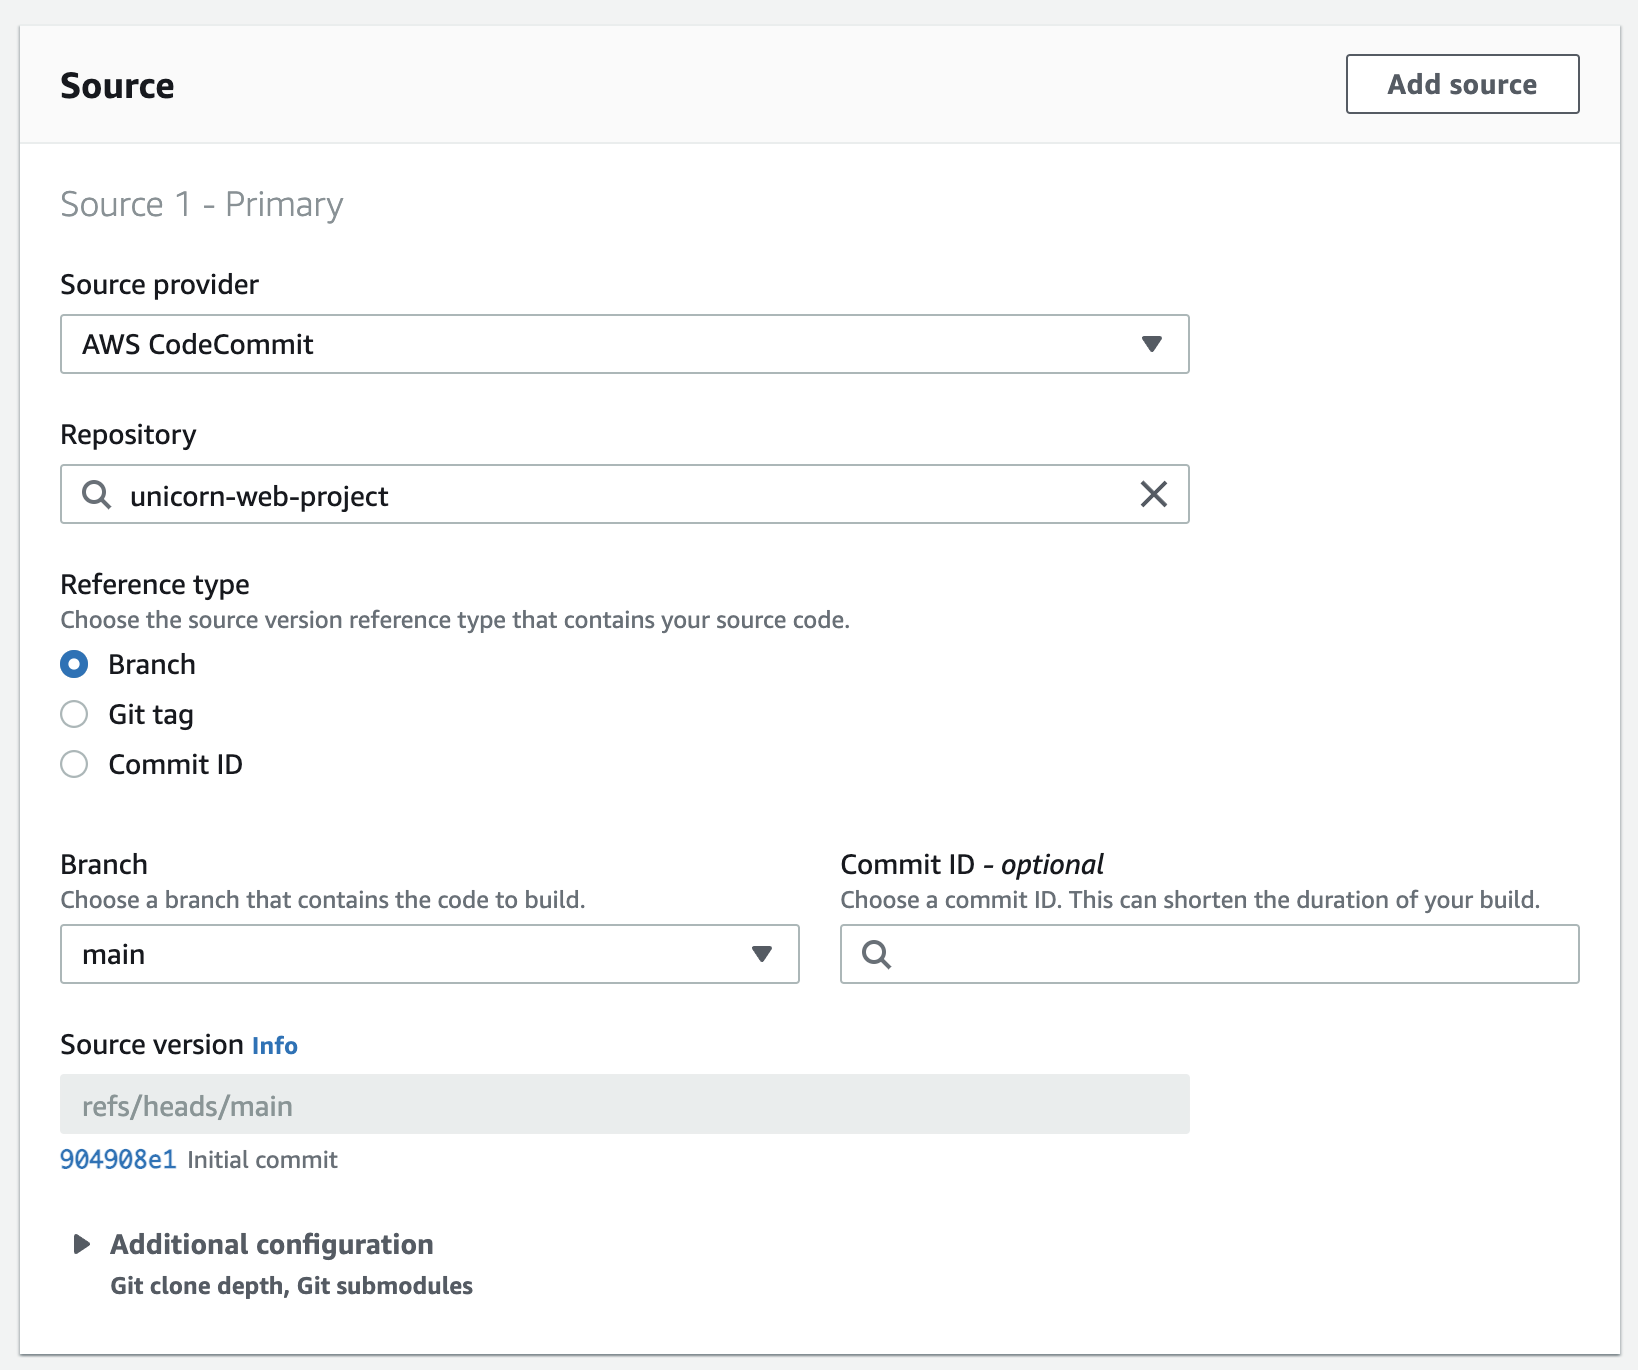 Source
Add source
Source 1 - Primary
Source provider
AWS CodeCommit
Repository
unicorn-web-project
Reference type
Choose the source version reference type that contains your source code.
Branch
Git tag
Commit ID
Branch
Choose a branch that contains the code to build.
main
Commit ID - optional
Choose a commit ID. This can shorten the duration of your build.
Source version Info
refs/heads/main
904908e1 Initial commit
Additional configuration
Git clone depth, Git submodules